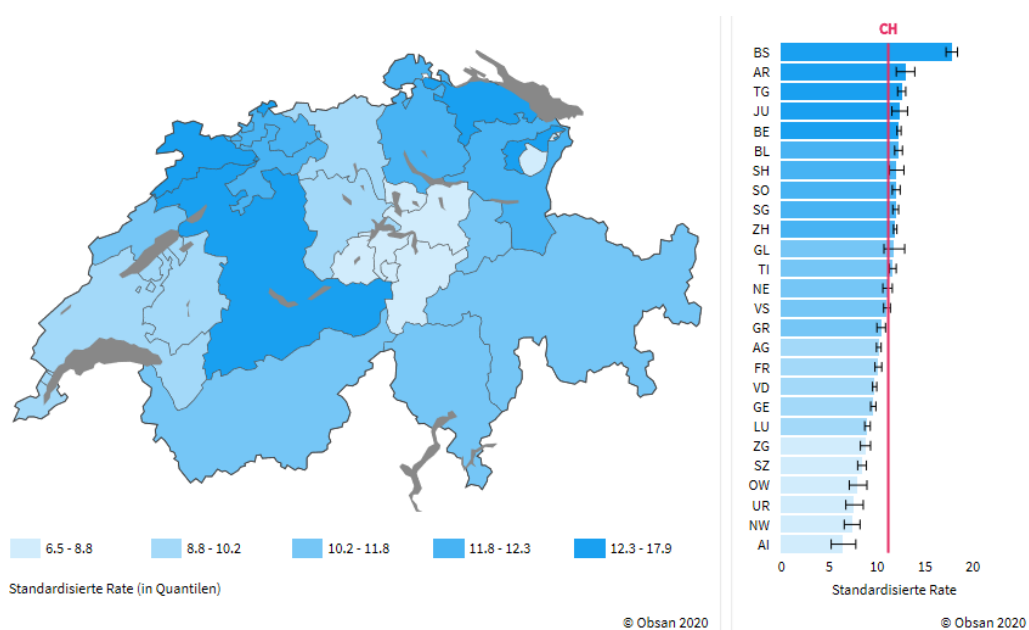 6.5 - 8.8
8.8 - 10.2
10.2 - 11.8
11.8 - 12.3
12.3 - 17.9
Standardisierte Rate (in Quantilen)
© Obsan 2020
CH
BS
AR
TG
JU
BE
BL
SH
SO
SG
ZH
GL
TI
NE
VS
GR
AG
FR
VD
GE
LU
ZG
SZ
OW
UR
NW
AI
0 5 10 15 20
Standardisierte Rate
© Obsan 2020